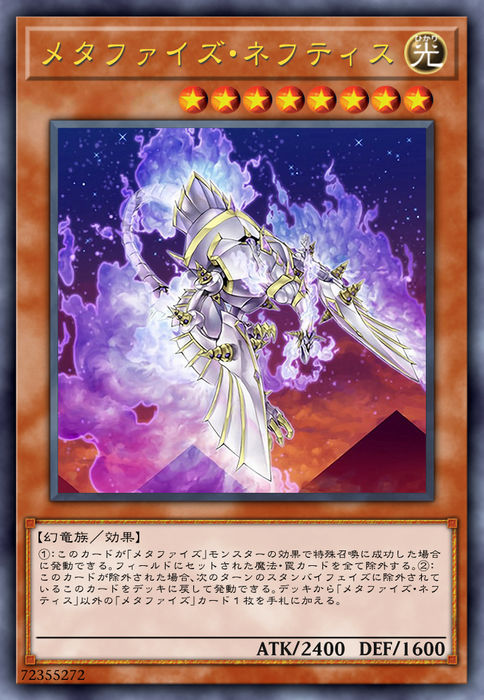 メタファイズ・ネフティス
ひかり
光
【幻竜族／効果】
①：このカードが「メタファイズ」モンスターの効果で特殊召喚に成功した場合
に発動できる。フィールドにセットされた魔法・罠カードを全て除外する。②：
このカードが除外された場合、次のターンのスタンバイフェイズに除外されて
いるこのカードをデッキに戻して発動できる。デッキから「メタファイズ・ネフ
ティス」以外の「メタファイズ」カード１枚を手札に加える。
ATK/2400 DEF/1600
72355272